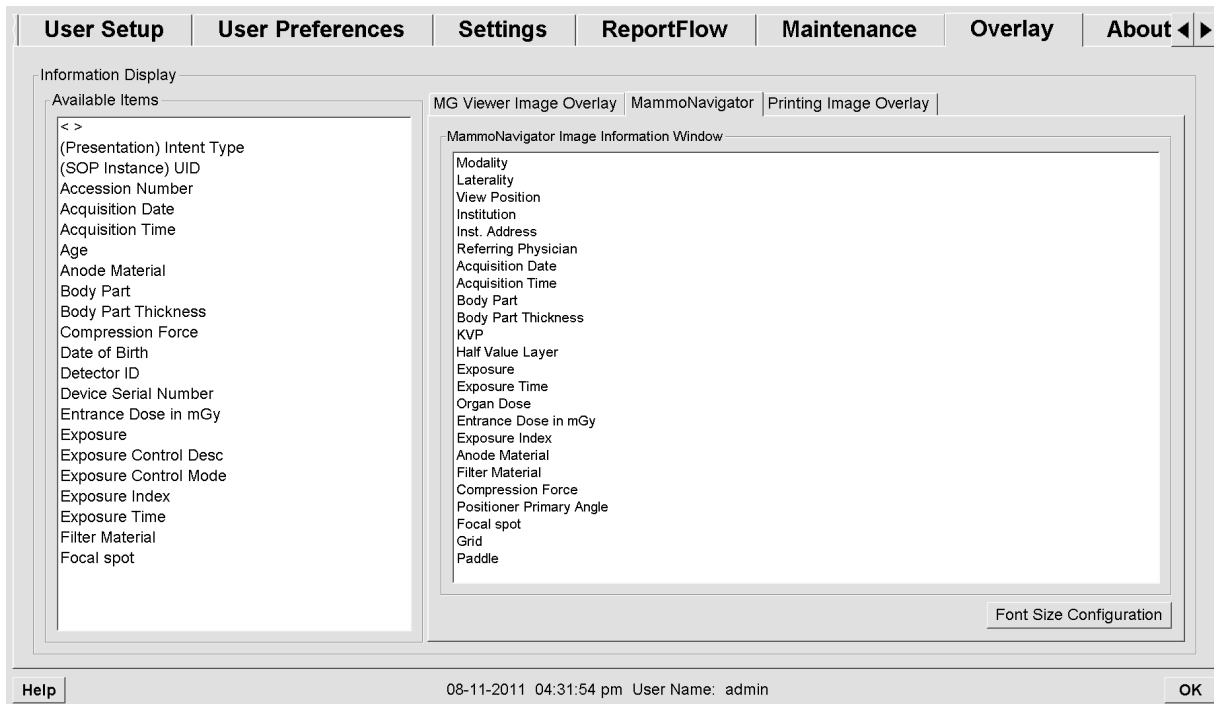 User Setup User Preferences Settings ReportFlow Maintenance Overlay About
Information Display
Available Items
< >
(Presentation) Intent Type
(SOP Instance) UID
Accession Number
Acquisition Date
Acquisition Time
Age
Anode Material
Body Part
Body Part Thickness
Compression Force
Date of Birth
Detector ID
Device Serial Number
Entrance Dose in mGy
Exposure
Exposure Control Desc
Exposure Control Mode
Exposure Index
Exposure Time
Filter Material
Focal spot
MG Viewer Image Overlay MammoNavigator Printing Image Overlay
MammoNavigator Image Information Window
Modality
Laterality
View Position
Institution
Inst. Address
Referring Physician
Acquisition Date
Acquisition Time
Body Part
Body Part Thickness
KVP
Half Value Layer
Exposure
Exposure Time
Organ Dose
Entrance Dose in mGy
Exposure Index
Anode Material
Filter Material
Compression Force
Positioner Primary Angle
Focal spot
Grid
Paddle
Font Size Configuration
Help 08-11-2011 04:31:54 pm User Name: admin OK